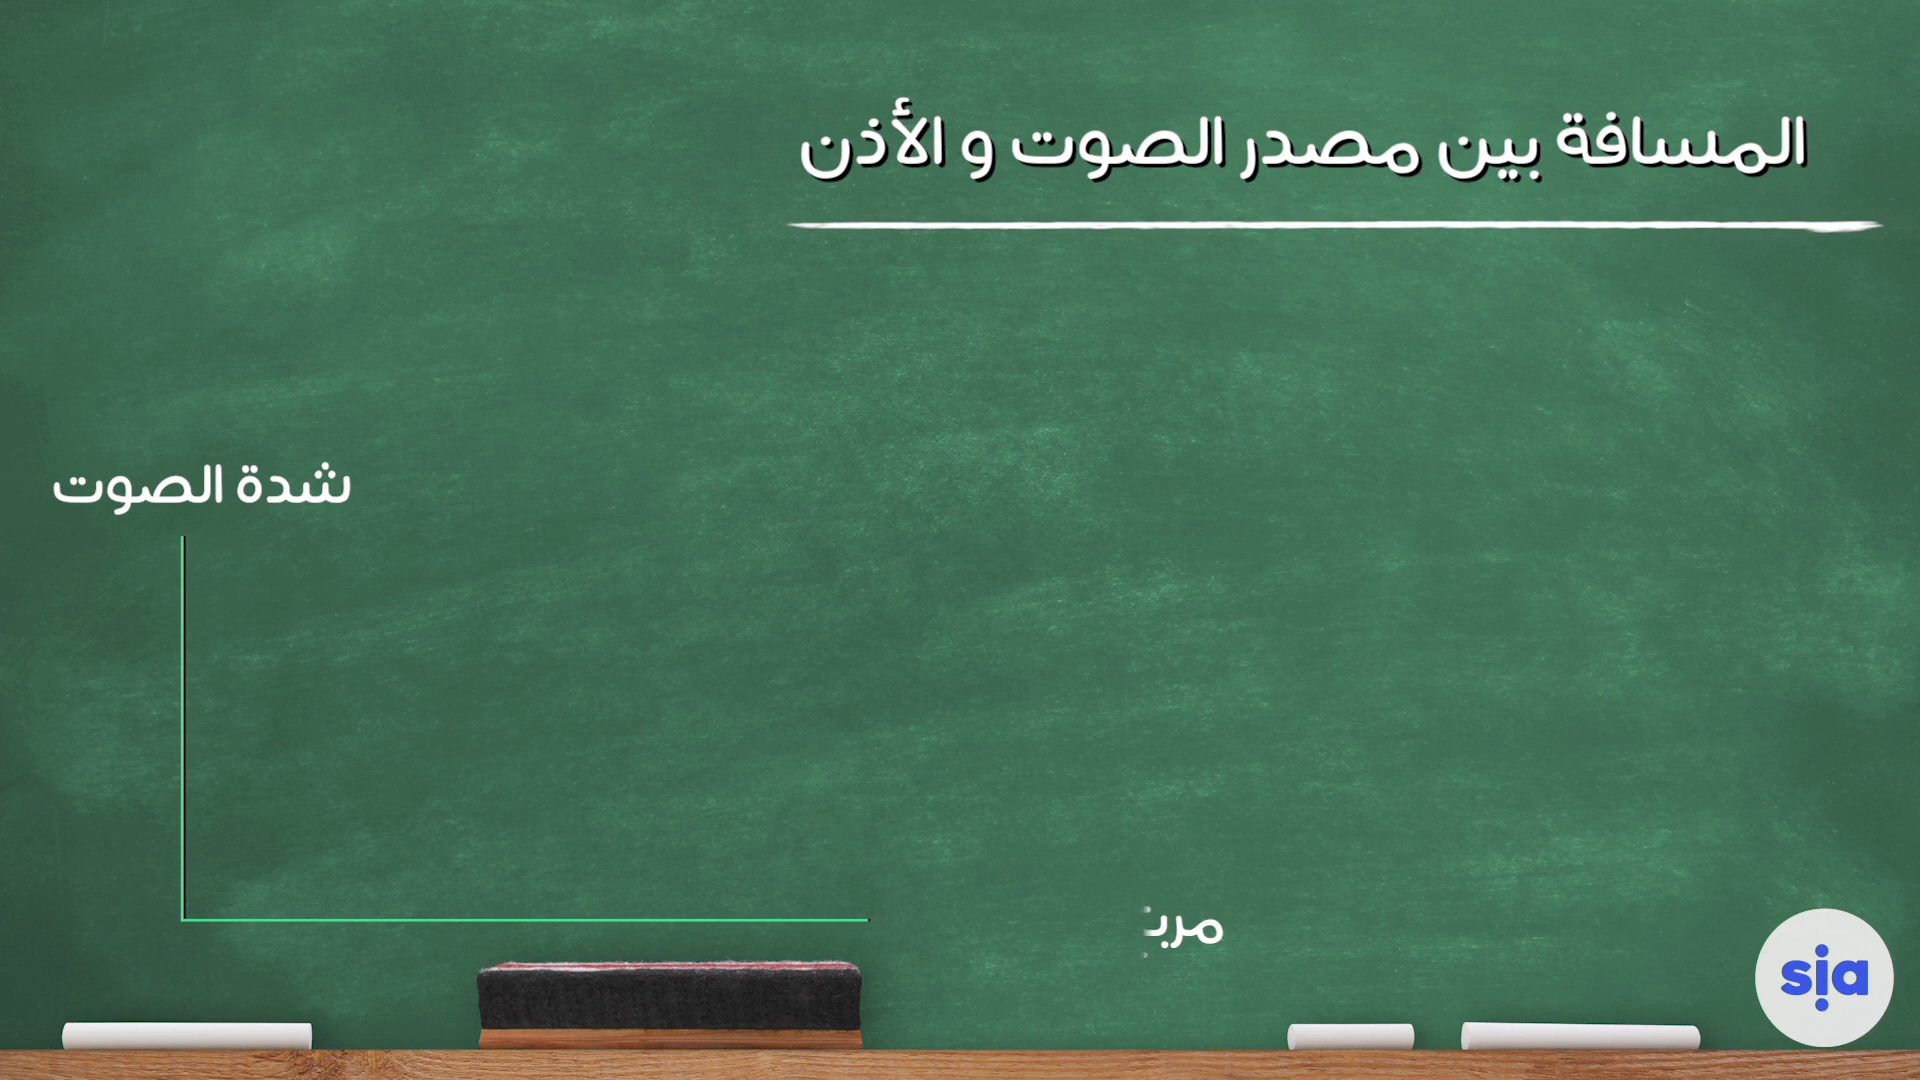 المسافة بين مصدر الصوت و الأذن
شدة الصوت
sia